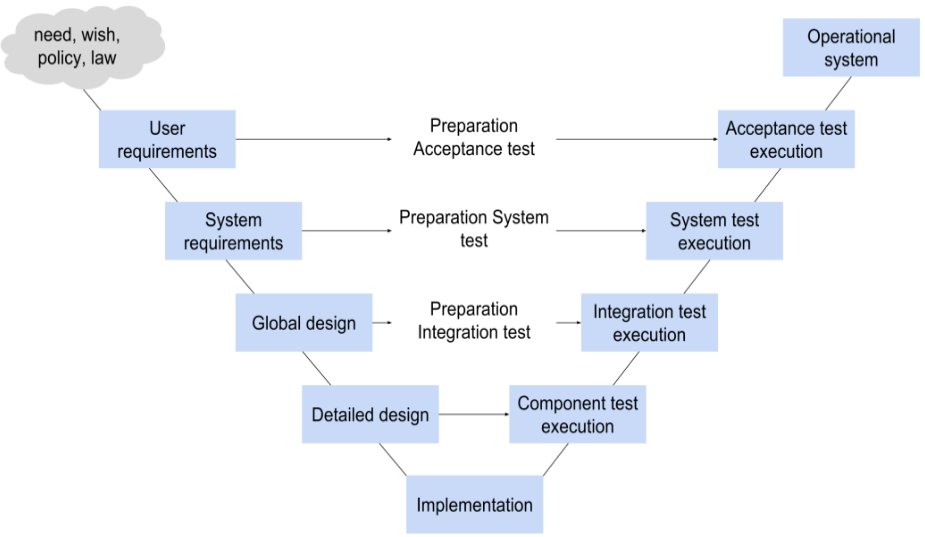 need, wish,
policy, law
Operational
system
User
requirements
Preparation
Acceptance test
Acceptance test
execution
System
requirements
Preparation System
test
System test
execution
Global design
Preparation
Integration test
Integration test
execution
Detailed design
Component test
execution
Implementation